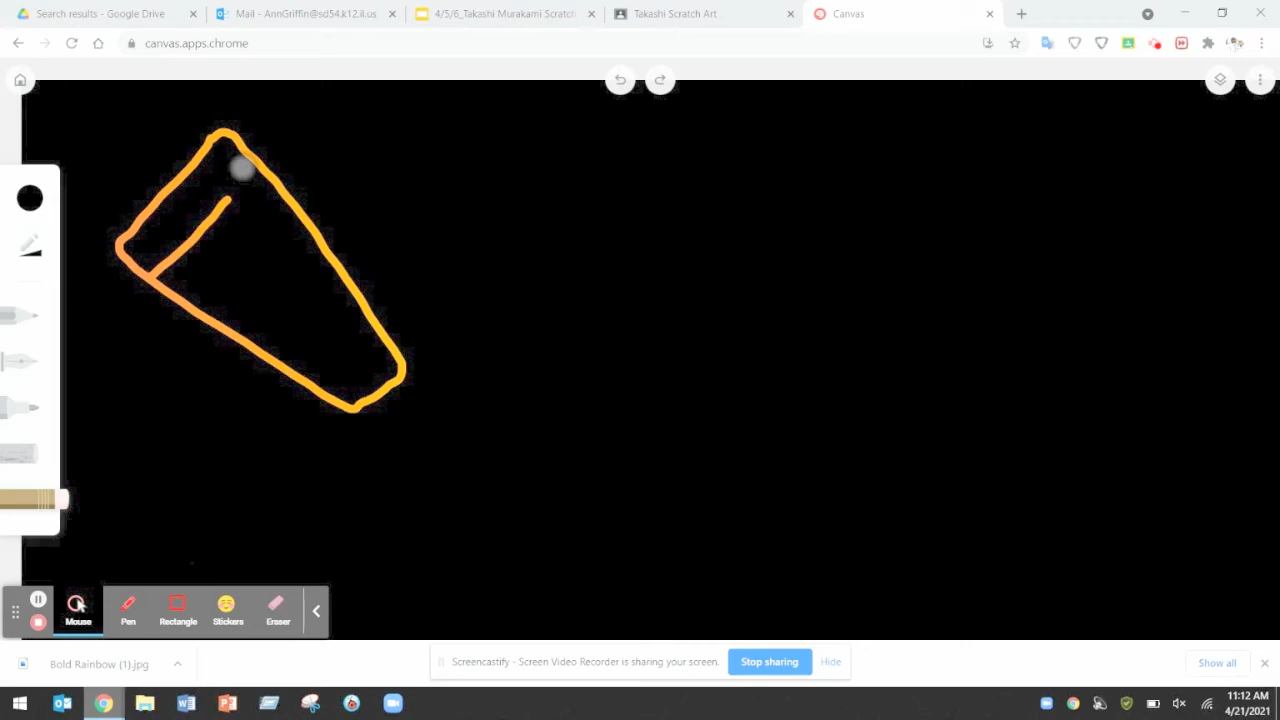 Search results - Google Drive
Mail - AnnGriffin@sd54.k12.il.us
4/5/6_Takashi Murakami Scratch
Takashi Scratch Art
Canvas
canvas.apps.chrome
Mouse
Pen
Rectangle
Stickers
Eraser
Bold Rainbow (1).jpg
Screencastify - Screen Video Recorder is sharing your screen.
Stop sharing
Hide
Show all
11:12 AM
4/21/2021